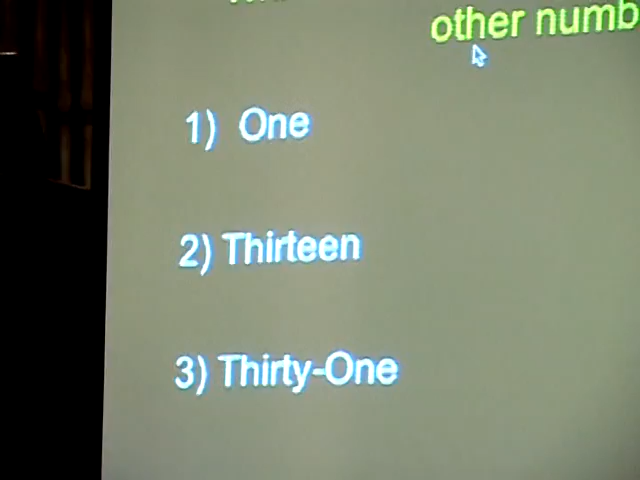 other numb
1) One
2) Thirteen
3) Thirty-One